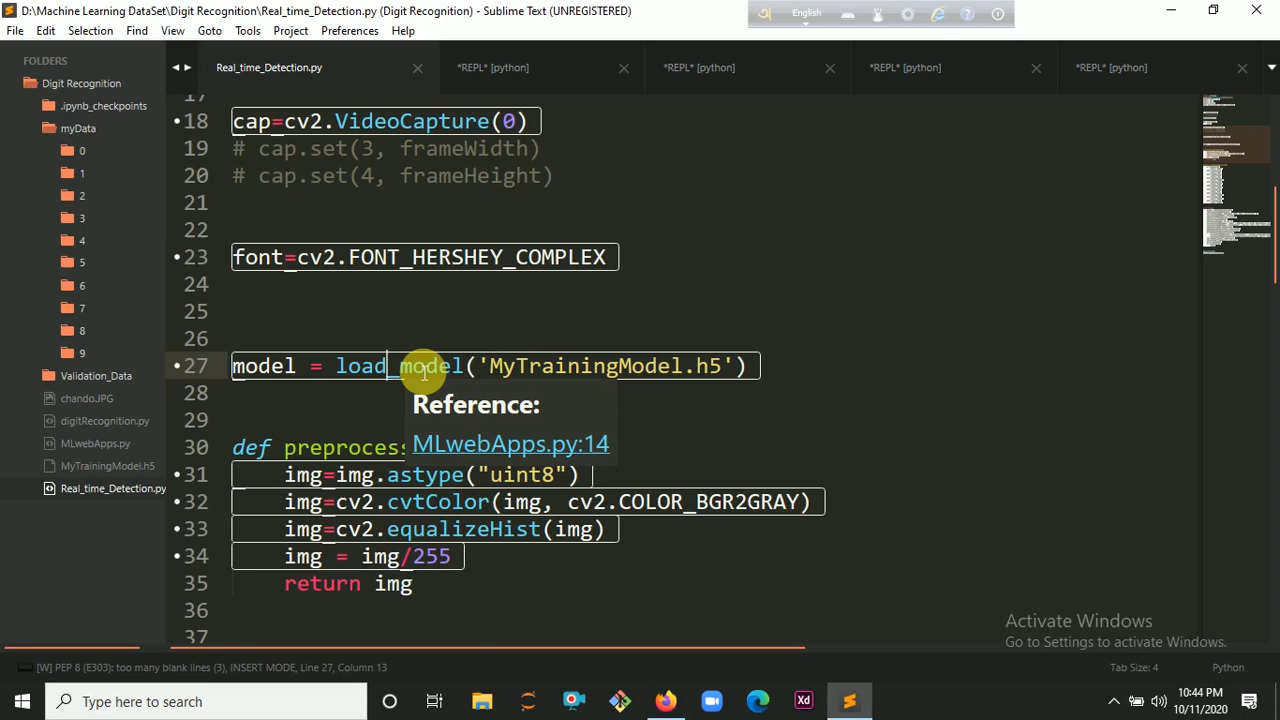 D:\Machine Learning DataSet\Digit Recognition\Real_time_Detection.py (Digit Recognition) - Sublime Text (UNREGISTERED)
English
File Edit Selection Find View Goto Tools Project Preferences Help
FOLDERS
Digit Recognition
.ipynb_checkpoints
myData
0
1
2
3
4
5
6
7
8
9
Validation_Data
chando.JPG
digitRecognition.py
MLwebApps.py
MyTrainingModel.h5
Real_time_Detection.py
Real_time_Detection.py *REPL* [python] *REPL* [python] *REPL* [python] *REPL* [python]
17
18 cap=cv2.VideoCapture(0)
19 # cap.set(3, frameWidth)
20 # cap.set(4, frameHeight)
21
22
23 font=cv2.FONT_HERSHEY_COMPLEX
24
25
26
27 model = load_model('MyTrainingModel.h5')
28
29
30 def preprocess
31 img=img.astype("uint8")
32 img=cv2.cvtColor(img, cv2.COLOR_BGR2GRAY)
33 img=cv2.equalizeHist(img)
34 img = img/255
35 return img
36
37
Reference:
MLwebApps.py:14
Activate Windows
Go to Settings to activate Windows.
[W] PEP 8 (E303): too many blank lines (3), INSERT MODE, Line 27, Column 13 Tab Size: 4 Python
Type here to search
Xd
10:44 PM
10/11/2020